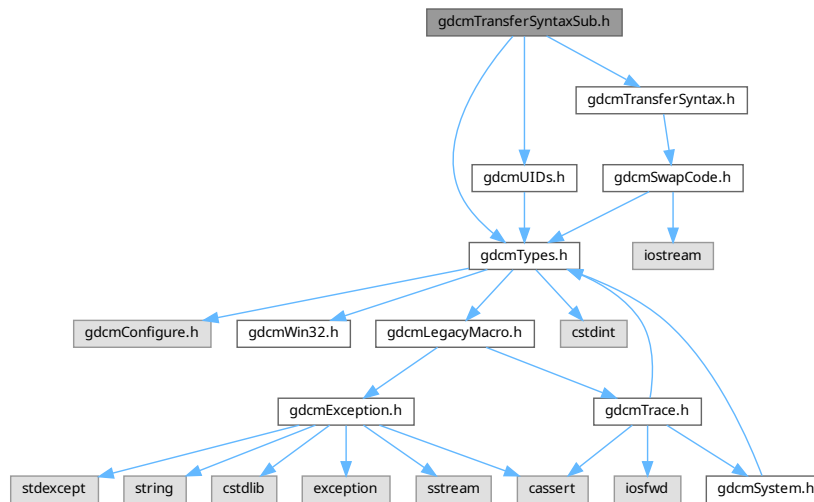 gdcmTransferSyntaxSub.h
gdcmTransferSyntax.h
gdcmUIDs.h
gdcmSwapCode.h
gdcmTypes.h
iostream
gdcmConfigure.h
gdcmWin32.h
gdcmLegacyMacro.h
cstdint
gdcmException.h
gdcmTrace.h
stdexcept
string
cstdlib
exception
sstream
cassert
iosfwd
gdcmSystem.h